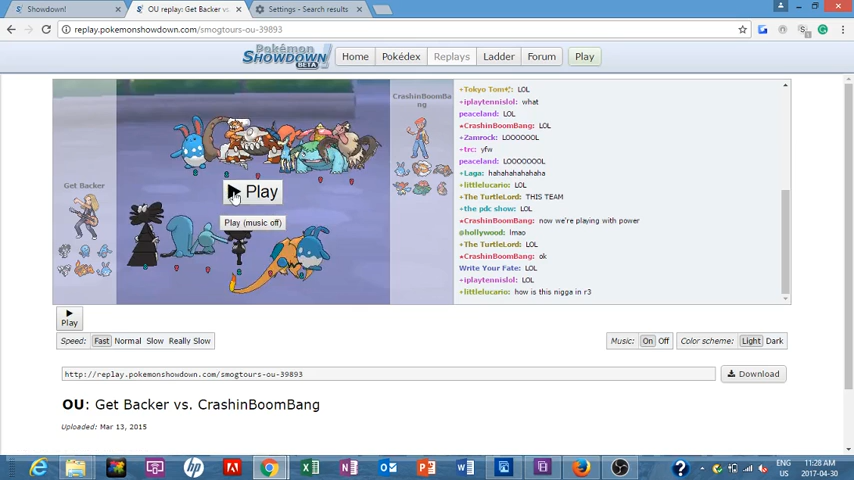 Showdown!
OU replay: Get Backer vs.
Settings - Search results
replay.pokemonshowdown.com/smogtours-ou-39893
Pokémon
SHOWDOWN
BETA
Home
Pokédex
Replays
Ladder
Forum
Play
Get Backer
CrashinBoomBa
ng
Play
Play (music off)
+Tokyo Tom: LOL
+iplaytennislol: what
peaceland: LOL
★CrashinBoomBang: LOL
+Zamrock: LOOOOOOL
+trc: yfw
peaceland: LOOOOOOOL
+Laga: hahahahahahaha
+littlelucario: LOL
+The TurtleLord: THIS TEAM
+the pdc show: LOL
★CrashinBoomBang: now we're playing with power
@hollywood: lmao
+The TurtleLord: LOL
★CrashinBoomBang: ok
Write Your Fate: LOL
+iplaytennislol: LOL
+littlelucario: how is this nigga in r3
Play
Speed: Fast Normal Slow Really Slow
Music: On Off
Color scheme: Light Dark
http://replay.pokemonshowdown.com/smogtours-ou-39893
Download
OU: Get Backer vs. CrashinBoomBang
Uploaded: Mar 13, 2015
ENG
US
11:28 AM
2017-04-30